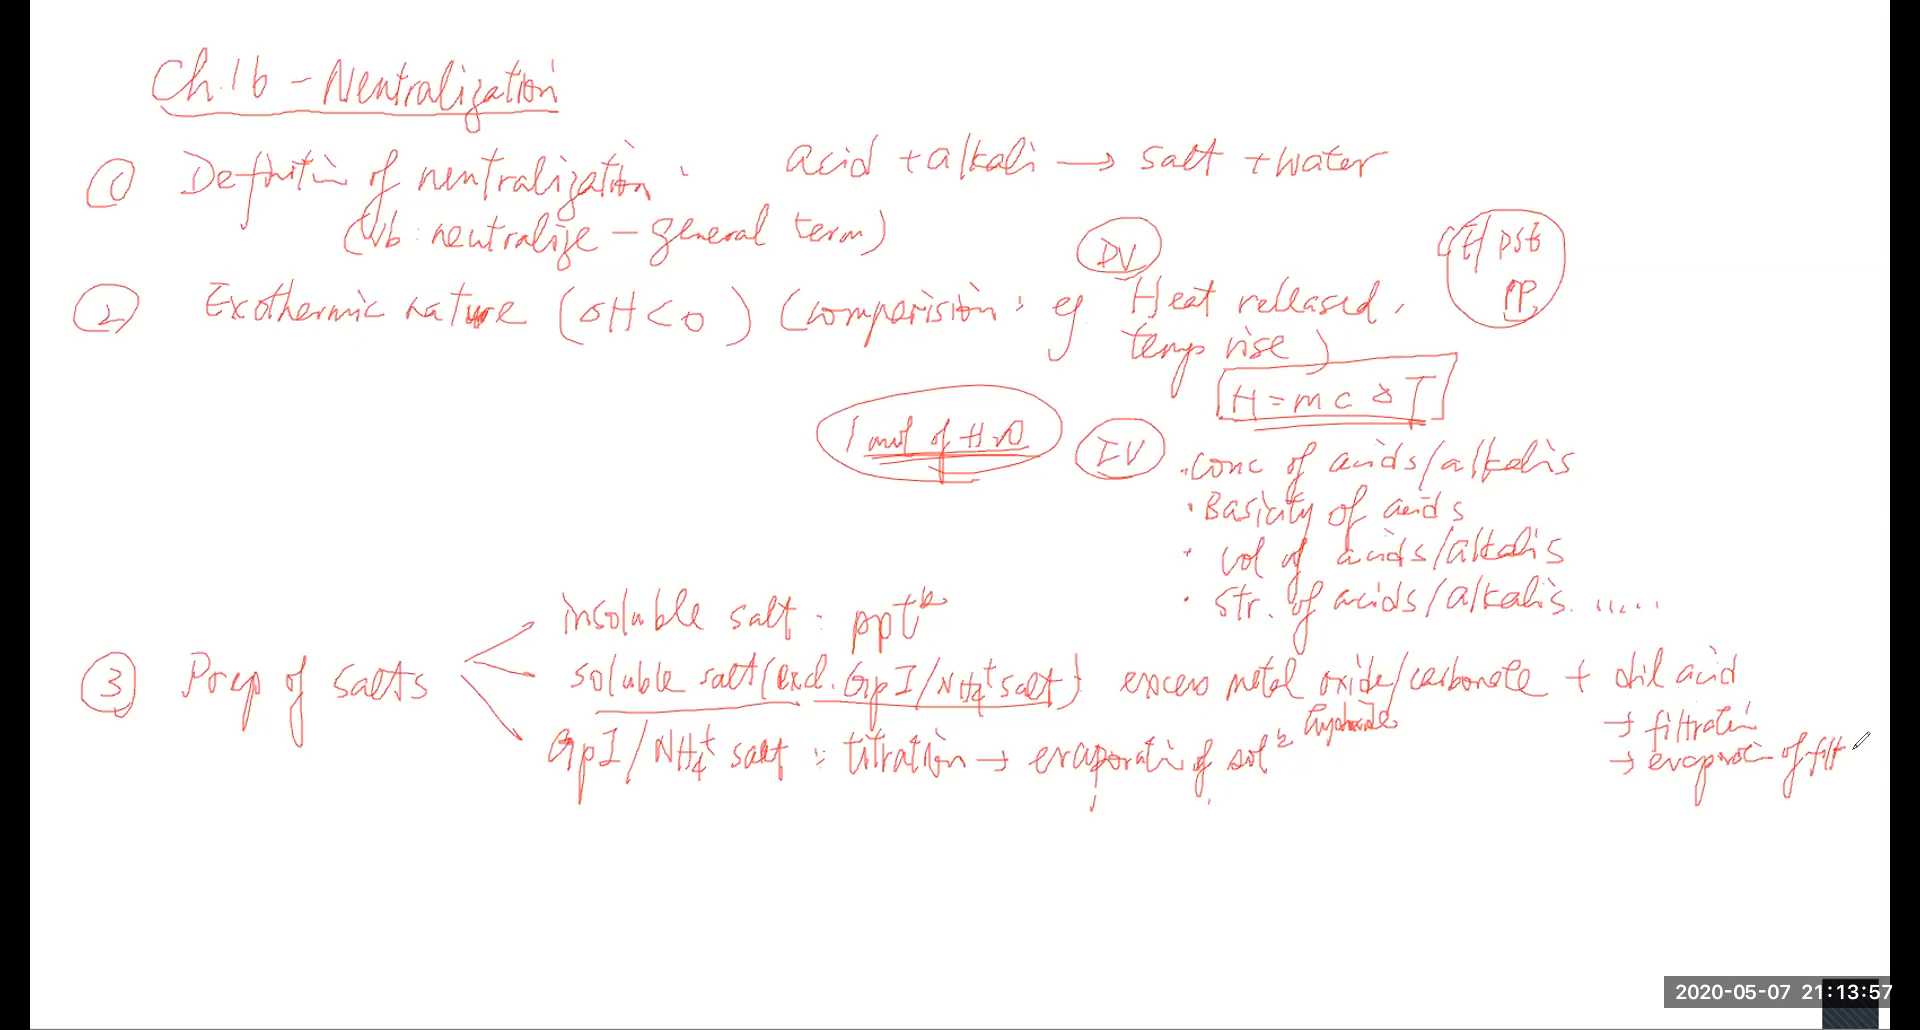 Ch.16 - Neutralization
① Definition of neutralization : acid + alkali → salt + water
(Vb : neutralize - general term)
② Exothermic nature (ΔH < 0) (comparision : eg Heat released,
temp rise)
DV
CE/ pst
PP,
H = mcΔT
1 mol of H2O
IV
· conc of acids/alkalis
· Basicity of acids
· vol of acids/alkalis
· str. of acids/alkalis ......
③ Prep of salts
insoluble salt : pptn
soluble salt (excl. Gp I/NH4+ salt) excess metal oxide/carbonate + dil acid
hydroxide
→ filtration
Gp I/NH4+ salt : titration → evaporation of soln
→ evaporation of filt
2020-05-07 21:13:57